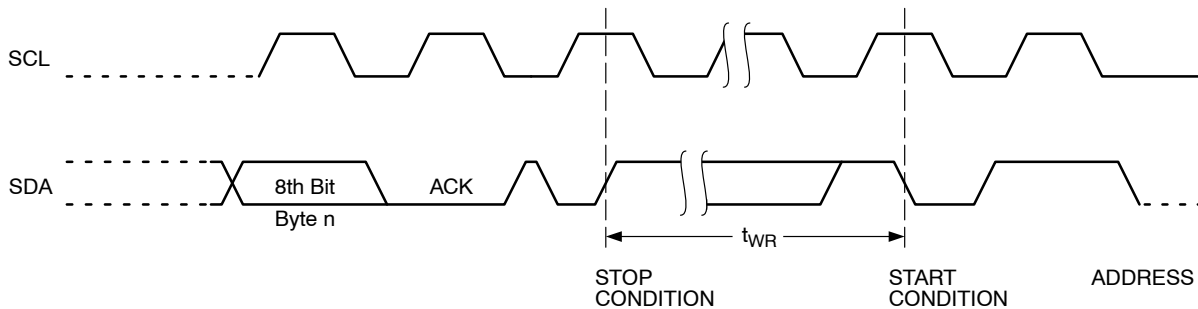 SCL
SDA
8th Bit
Byte n
ACK
tWR
STOP
CONDITION
START
CONDITION
ADDRESS